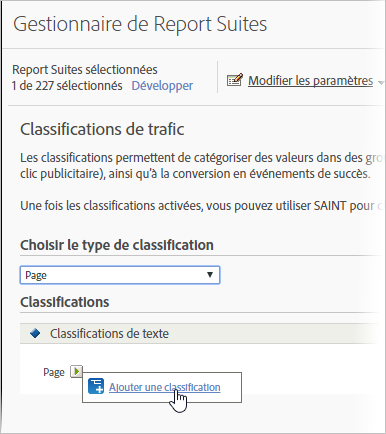 Gestionnaire de Report Suites
Report Suites sélectionnées
1 de 227 sélectionnés Développer
Modifier les paramètres
Classifications de trafic
Les classifications permettent de catégoriser des valeurs dans des
clic publicitaire), ainsi qu'à la conversion en événements de succès.
Une fois les classifications activées, vous pouvez utiliser SAINT pour
Choisir le type de classification
Page
Classifications
Classifications de texte
Page
Ajouter une classification